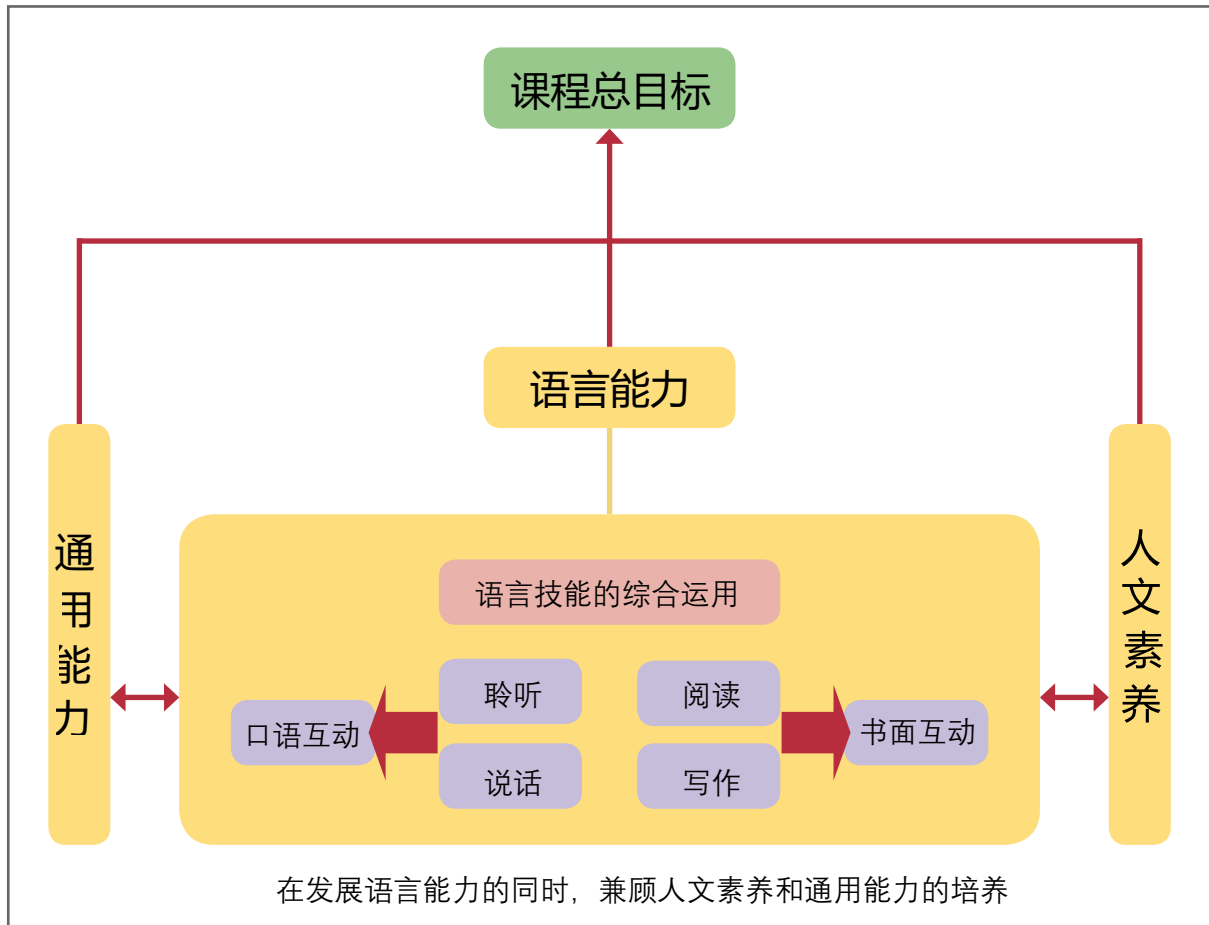 课程总目标
语言能力
通用能力
人文素养
语言技能的综合运用
聆听
阅读
口语互动
书面互动
说话
写作
在发展语言能力的同时，兼顾人文素养和通用能力的培养